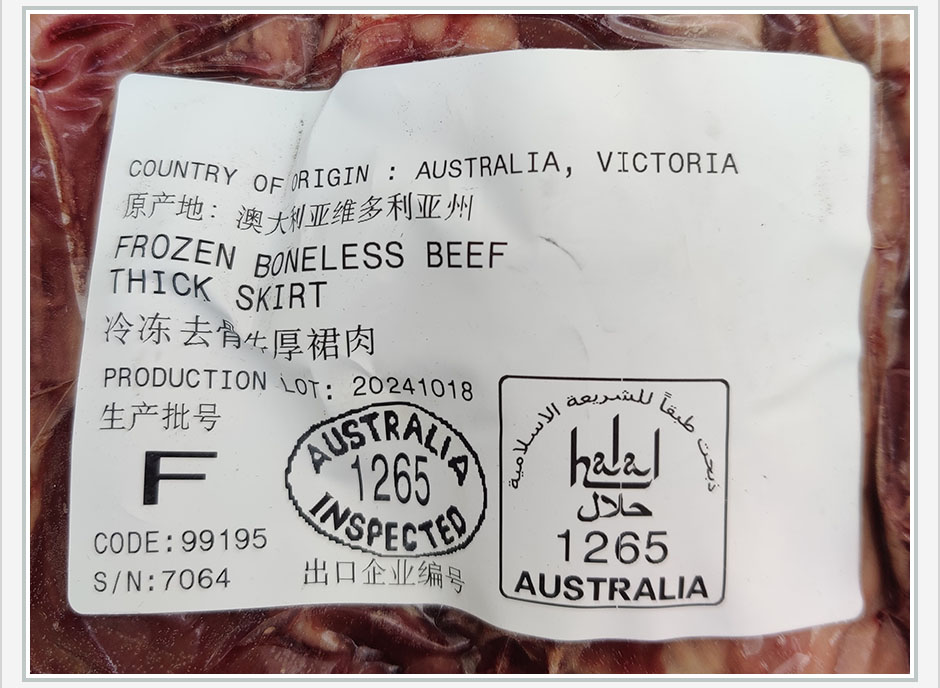 COUNTRY OF ORIGIN : AUSTRALIA, VICTORIA
原产地: 澳大利亚维多利亚州
FROZEN BONELESS BEEF
THICK SKIRT
冷冻去骨牛厚裙肉
PRODUCTION LOT: 20241018
生产批号
F
CODE:99195
S/N:7064
AUSTRALIA
1265
INSPECTED
出口企业编号
ذبحت طبقاً للشريعة الاسلامية
halal
حلال
1265
AUSTRALIA